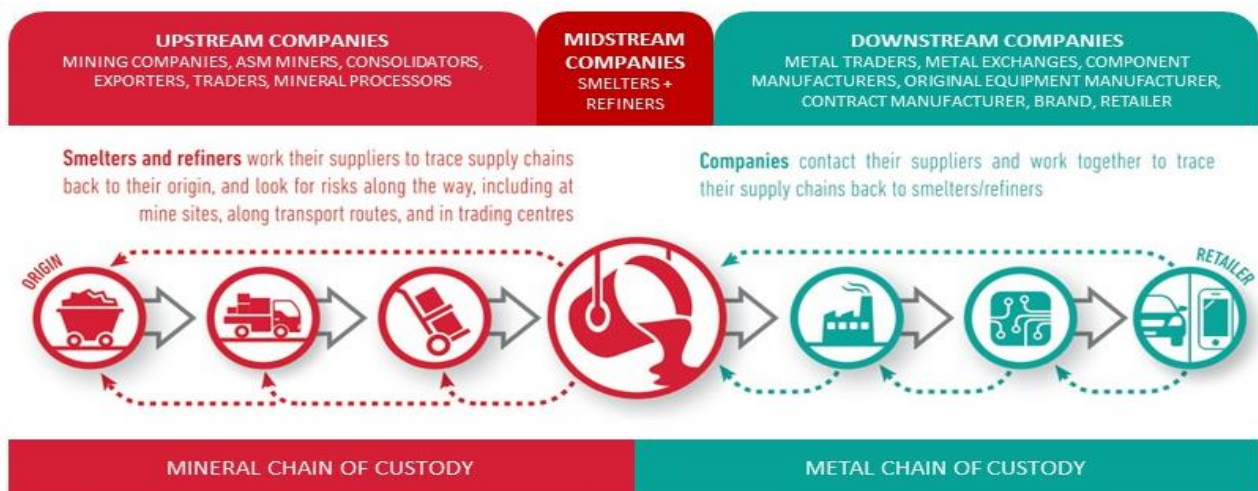 UPSTREAM COMPANIES
MINING COMPANIES, ASM MINERS, CONSOLIDATORS,
EXPORTERS, TRADERS, MINERAL PROCESSORS
MIDSTREAM
COMPANIES
SMELTERS +
REFINERS
DOWNSTREAM COMPANIES
METAL TRADERS, METAL EXCHANGES, COMPONENT
MANUFACTURERS, ORIGINAL EQUIPMENT MANUFACTURER,
CONTRACT MANUFACTURER, BRAND, RETAILER
Smelters and refiners work their suppliers to trace supply chains
back to their origin, and look for risks along the way, including at
mine sites, along transport routes, and in trading centres
Companies contact their suppliers and work together to trace
their supply chains back to smelters/refiners
ORIGIN
RETAILER
MINERAL CHAIN OF CUSTODY
METAL CHAIN OF CUSTODY